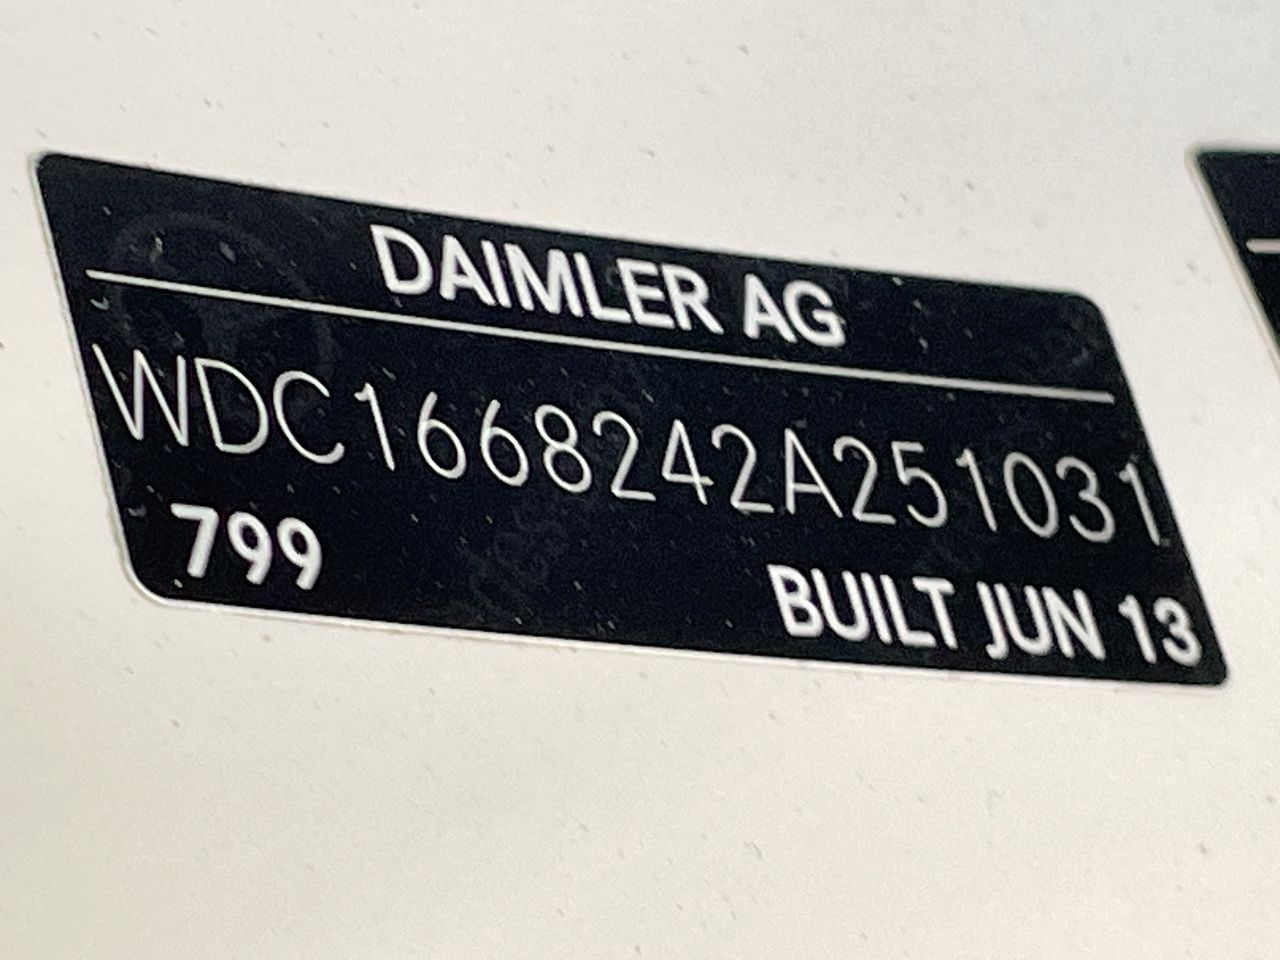 DAIMLER AG
WDC1668242A251031
799
BUILT JUN 13